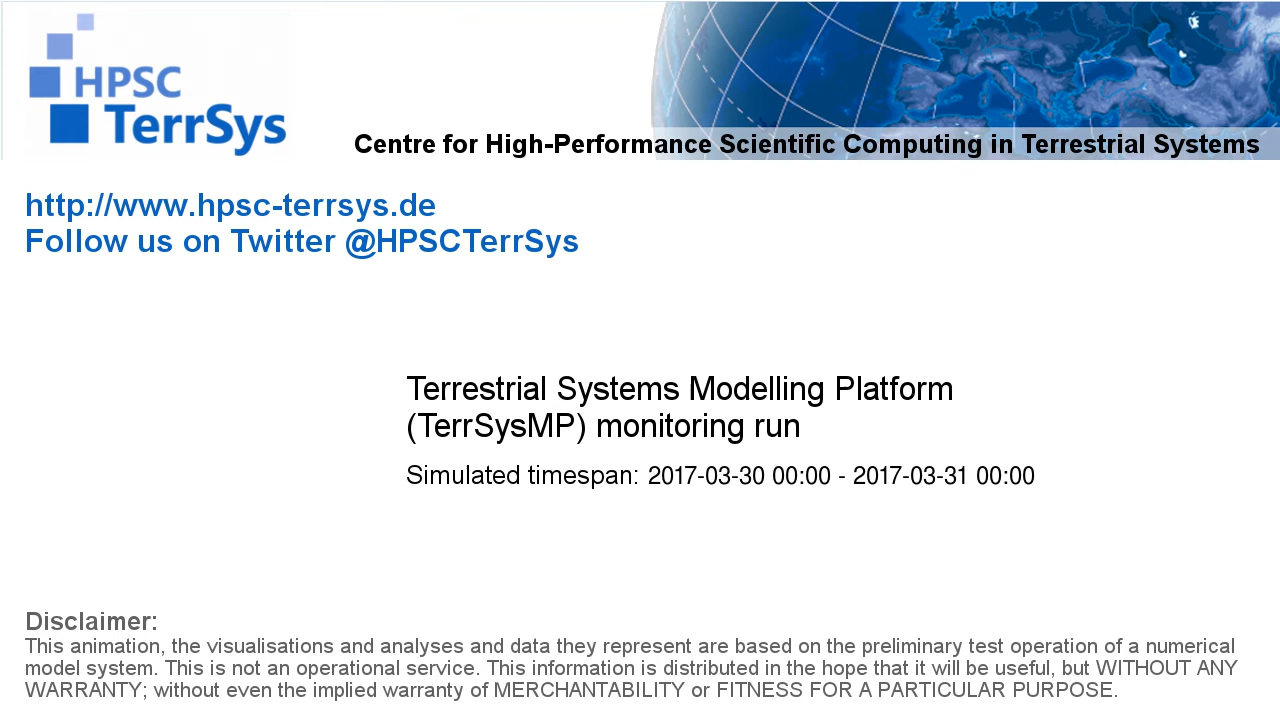 HPSC
TerrSys
Centre for High-Performance Scientific Computing in Terrestrial Systems
http://www.hpsc-terrsys.de
Follow us on Twitter @HPSCTerrSys
Terrestrial Systems Modelling Platform
(TerrSysMP) monitoring run
Simulated timespan: 2017-03-30 00:00 - 2017-03-31 00:00
Disclaimer:
This animation, the visualisations and analyses and data they represent are based on the preliminary test operation of a numerical
model system. This is not an operational service. This information is distributed in the hope that it will be useful, but WITHOUT ANY
WARRANTY; without even the implied warranty of MERCHANTABILITY or FITNESS FOR A PARTICULAR PURPOSE.